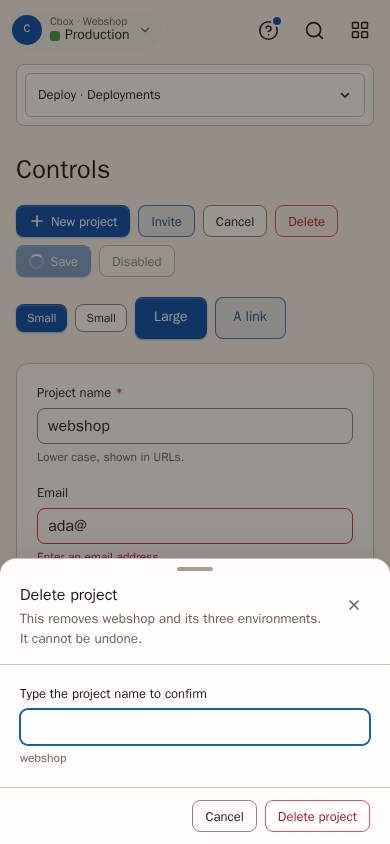 C
Cbox · Webshop
Production
Deploy · Deployments
Controls
New project
Invite
Cancel
Delete
Save
Disabled
Small
Small
Large
A link
Project name *
webshop
Lower case, shown in URLs.
Email
ada@
Enter an email address
Delete project
This removes webshop and its three environments.
It cannot be undone.
Type the project name to confirm
webshop
Cancel
Delete project